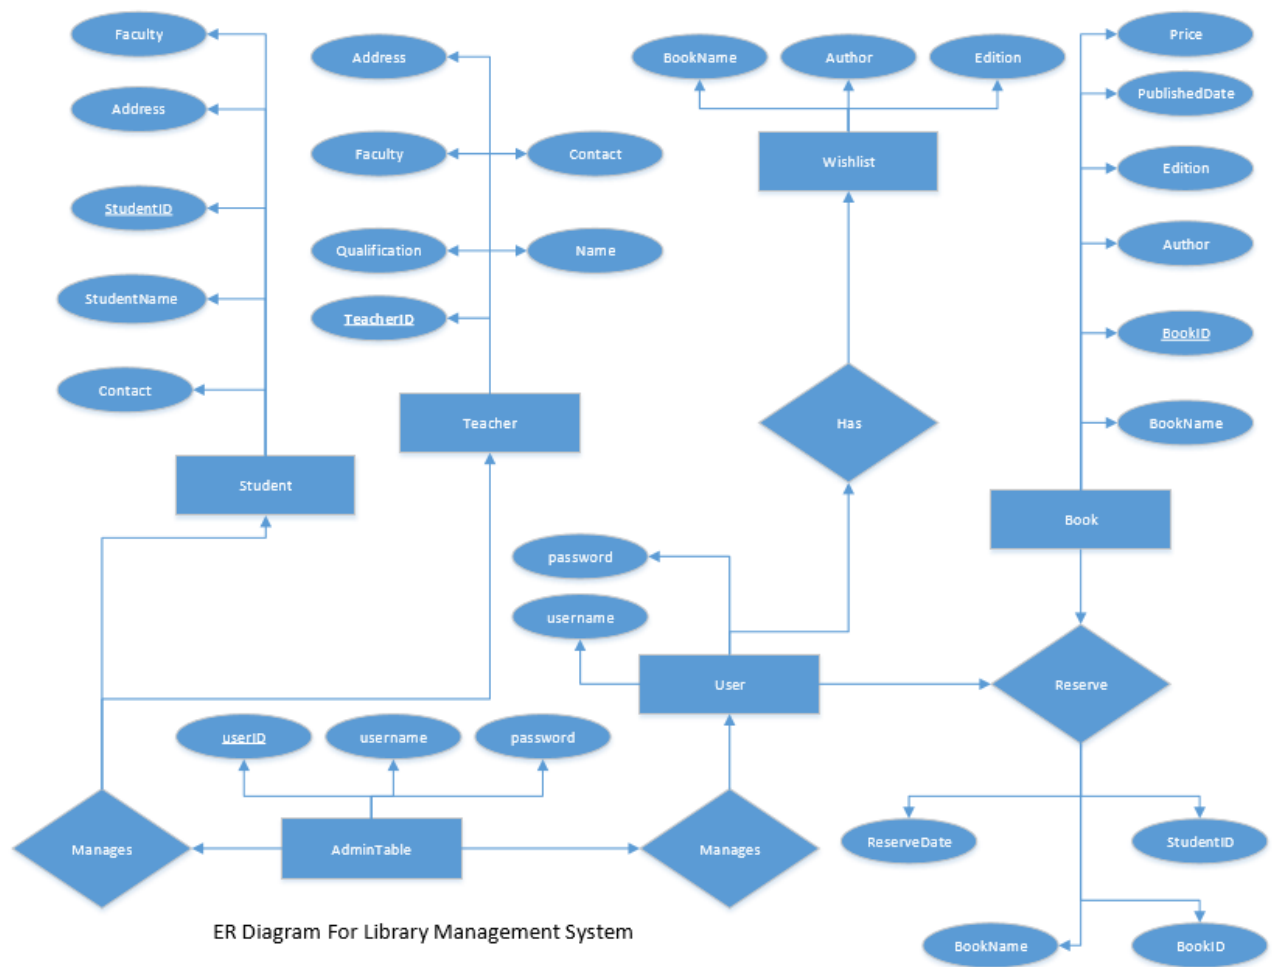 Faculty
Address
StudentID
StudentName
Contact
Student
Address
Faculty
Contact
Qualification
Name
TeacherID
Teacher
BookName
Author
Edition
Wishlist
Has
Price
PublishedDate
Edition
Author
BookID
BookName
Book
password
username
User
Reserve
userID
username
password
Manages
AdminTable
Manages
ReserveDate
StudentID
BookName
BookID
ER Diagram For Library Management System